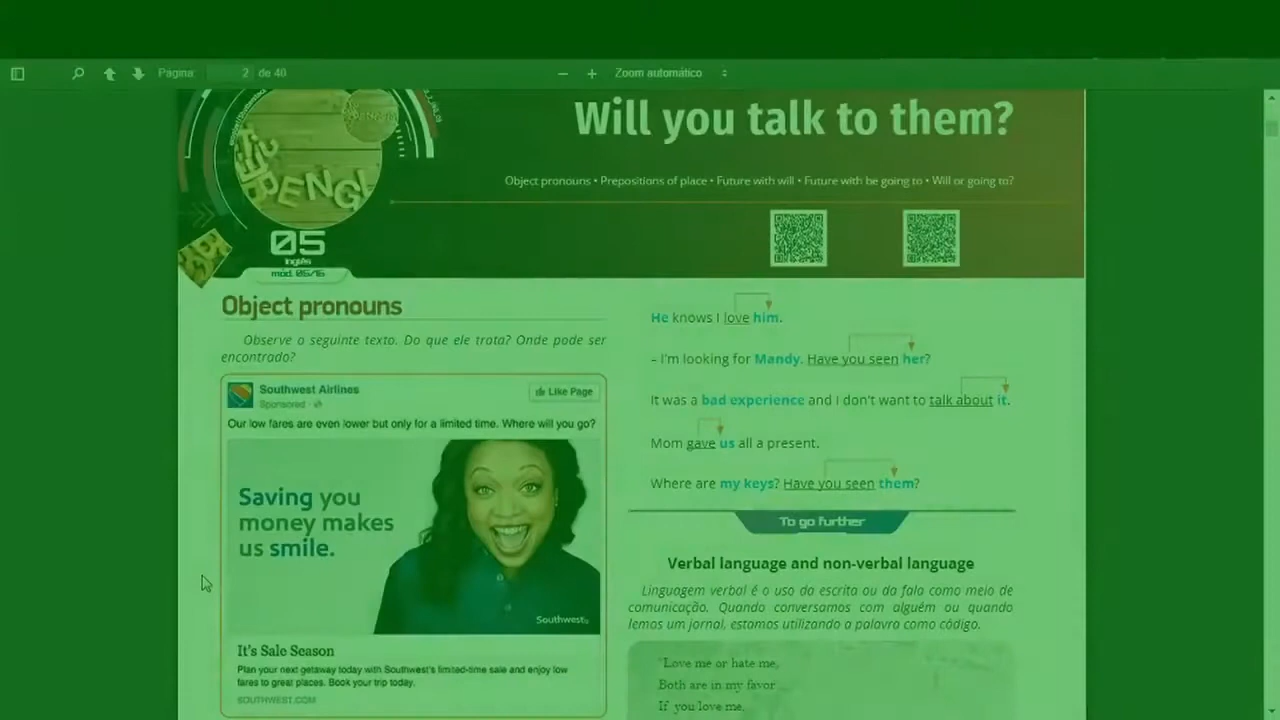 Página:
2
de 40
Zoom automático
Will you talk to them?
Object pronouns • Prepositions of place • Future with will • Future with be going to • Will or going to?
05
inglês
mód. 05/16
Object pronouns
Observe o seguinte texto. Do que ele trata? Onde pode ser
encontrado?
Southwest Airlines
Sponsored
Like Page
Our low fares are even lower but only for a limited time. Where will you go?
Saving you
money makes
us smile.
Southwest
It's Sale Season
Plan your next getaway today with Southwest's limited-time sale and enjoy low
fares to great places. Book your trip today.
SOUTHWEST.COM
He knows I love him.
– I'm looking for Mandy. Have you seen her?
It was a bad experience and I don't want to talk about it.
Mom gave us all a present.
Where are my keys? Have you seen them?
To go further
Verbal language and non-verbal language
Linguagem verbal é o uso da escrita ou da fala como meio de
comunicação. Quando conversamos com alguém ou quando
lemos um jornal, estamos utilizando a palavra como código.
"Love me or hate me,
Both are in my favor
If you love me,